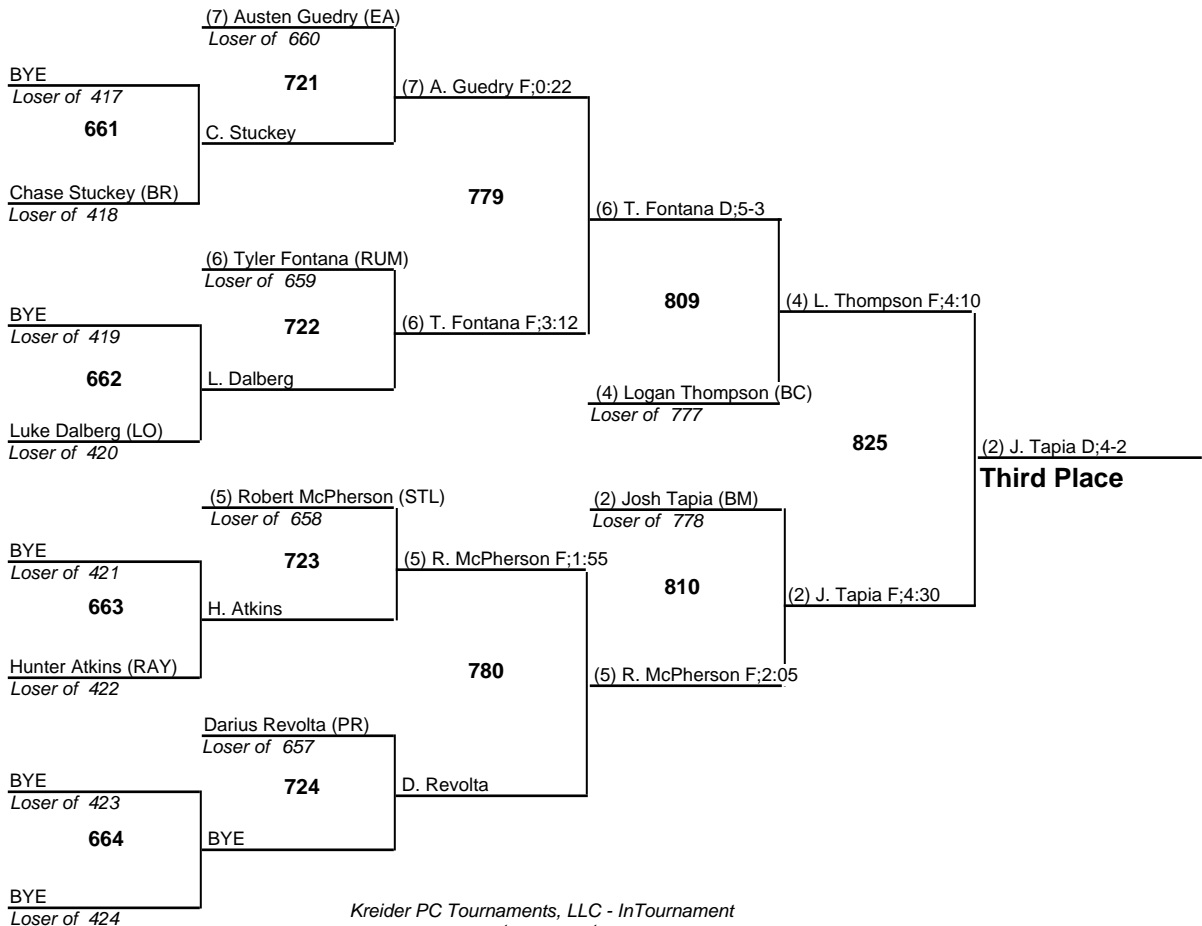 (7) Austen Guedry (EA)
Loser of 660
BYE
Loser of 417
721
(7) A. Guedry F;0:22
661
C. Stuckey
Chase Stuckey (BR)
Loser of 418
779
(6) T. Fontana D;5-3
(6) Tyler Fontana (RUM)
Loser of 659
BYE
Loser of 419
722
(6) T. Fontana F;3:12
809
(4) L. Thompson F;4:10
662
L. Dalberg
(4) Logan Thompson (BC)
Loser of 777
Luke Dalberg (LO)
Loser of 420
825
(2) J. Tapia D;4-2
Third Place
(5) Robert McPherson (STL)
Loser of 658
(2) Josh Tapia (BM)
Loser of 778
BYE
Loser of 421
723
(5) R. McPherson F;1:55
810
(2) J. Tapia F;4:30
663
H. Atkins
Hunter Atkins (RAY)
Loser of 422
780
(5) R. McPherson F;2:05
Darius Revolta (PR)
Loser of 657
BYE
Loser of 423
724
D. Revolta
664
BYE
BYE
Loser of 424
Kreider PC Tournaments, LLC - InTournament